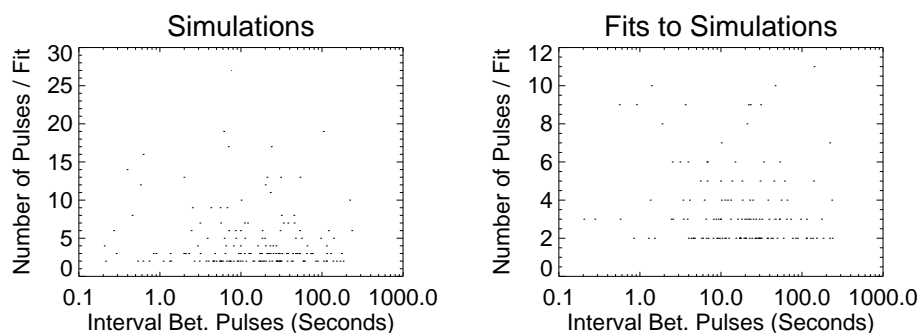 Simulations
Number of Pulses / Fit
30
25
20
15
10
5
0
0.1 1.0 10.0 100.0 1000.0
Interval Bet. Pulses (Seconds)
Fits to Simulations
Number of Pulses / Fit
12
10
8
6
4
2
0
0.1 1.0 10.0 100.0 1000.0
Interval Bet. Pulses (Seconds)